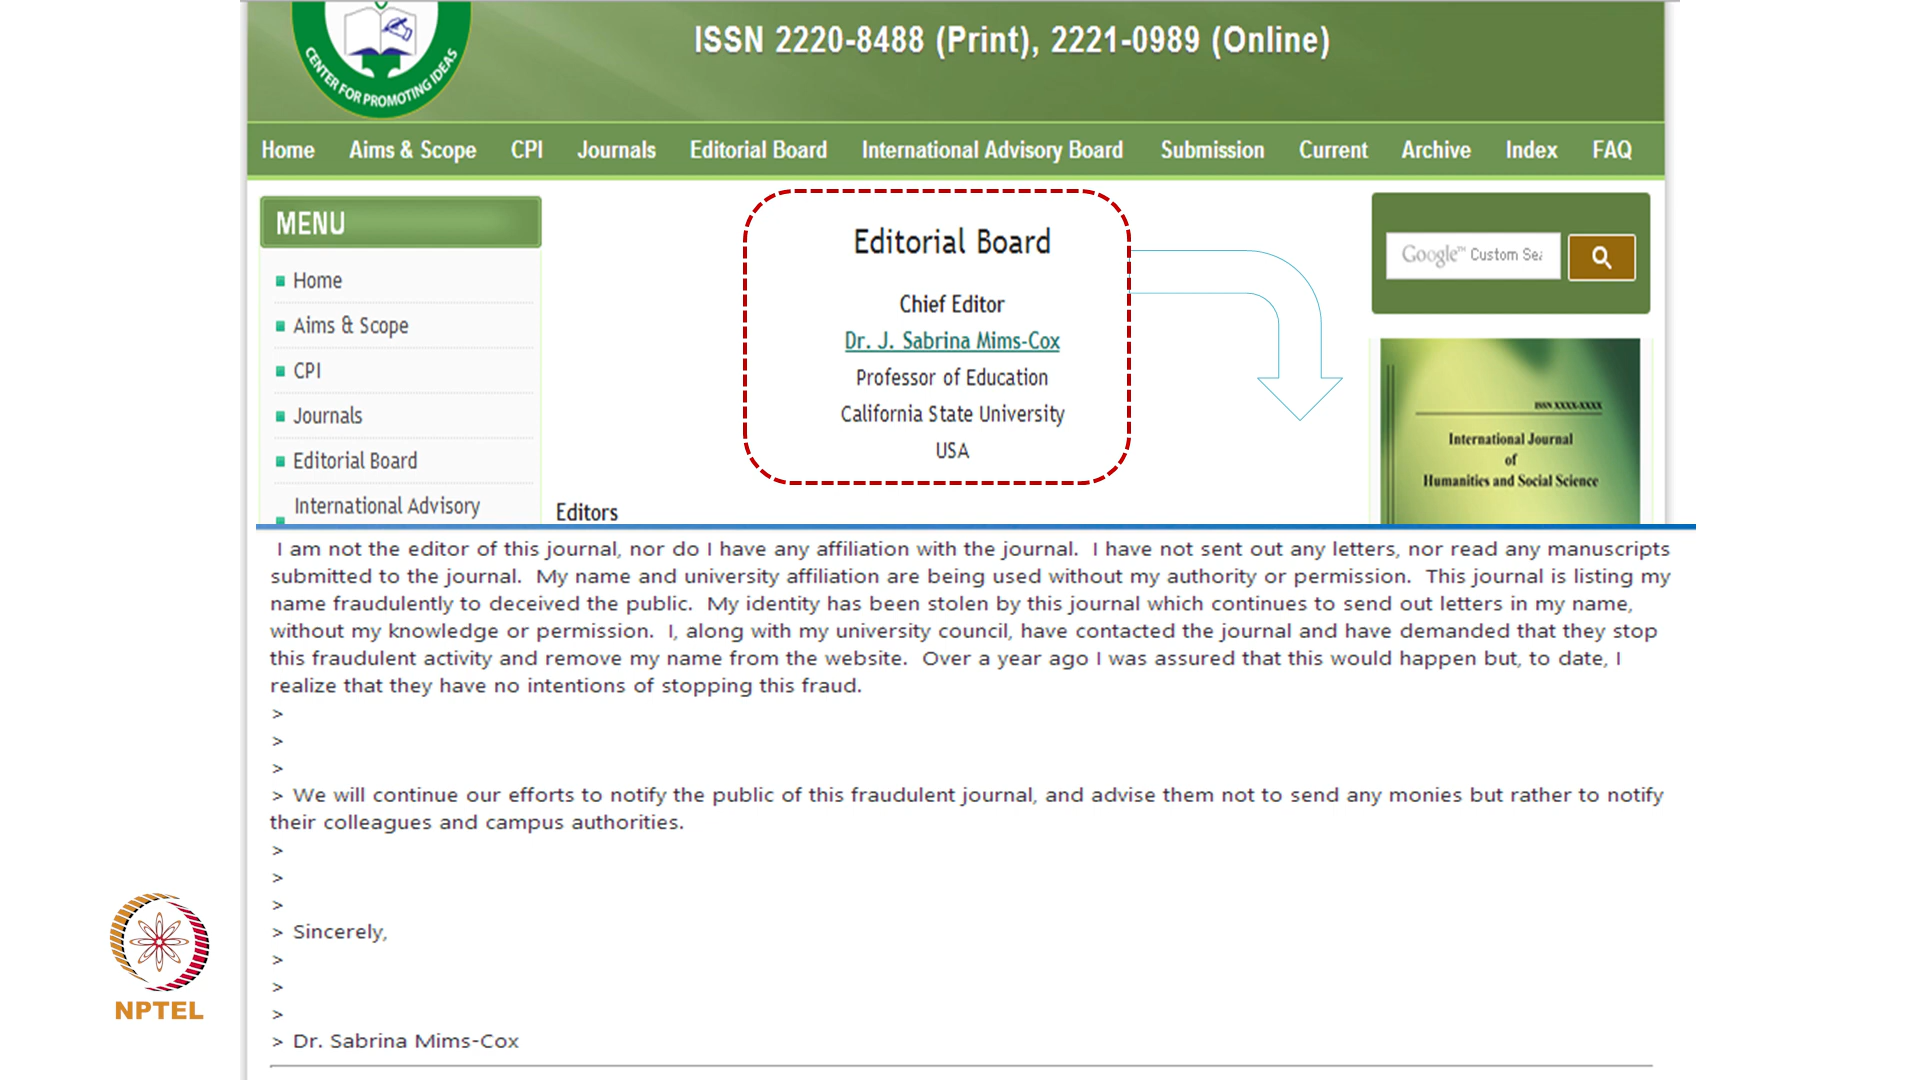 CENTER FOR PROMOTING IDEAS
ISSN 2220-8488 (Print), 2221-0989 (Online)
Home Aims & Scope CPI Journals Editorial Board International Advisory Board Submission Current Archive Index FAQ
MENU
Home
Aims & Scope
CPI
Journals
Editorial Board
International Advisory
Editorial Board
Chief Editor
Dr. J. Sabrina Mims-Cox
Professor of Education
California State University
USA
Editors
Google™ Custom Sea
ISSN XXXX-XXXX
International Journal
of
Humanities and Social Science
I am not the editor of this journal, nor do I have any affiliation with the journal. I have not sent out any letters, nor read any manuscripts
submitted to the journal. My name and university affiliation are being used without my authority or permission. This journal is listing my
name fraudulently to deceived the public. My identity has been stolen by this journal which continues to send out letters in my name,
without my knowledge or permission. I, along with my university council, have contacted the journal and have demanded that they stop
this fraudulent activity and remove my name from the website. Over a year ago I was assured that this would happen but, to date, I
realize that they have no intentions of stopping this fraud.
>
>
>
> We will continue our efforts to notify the public of this fraudulent journal, and advise them not to send any monies but rather to notify
their colleagues and campus authorities.
>
>
>
> Sincerely,
>
>
>
> Dr. Sabrina Mims-Cox
NPTEL